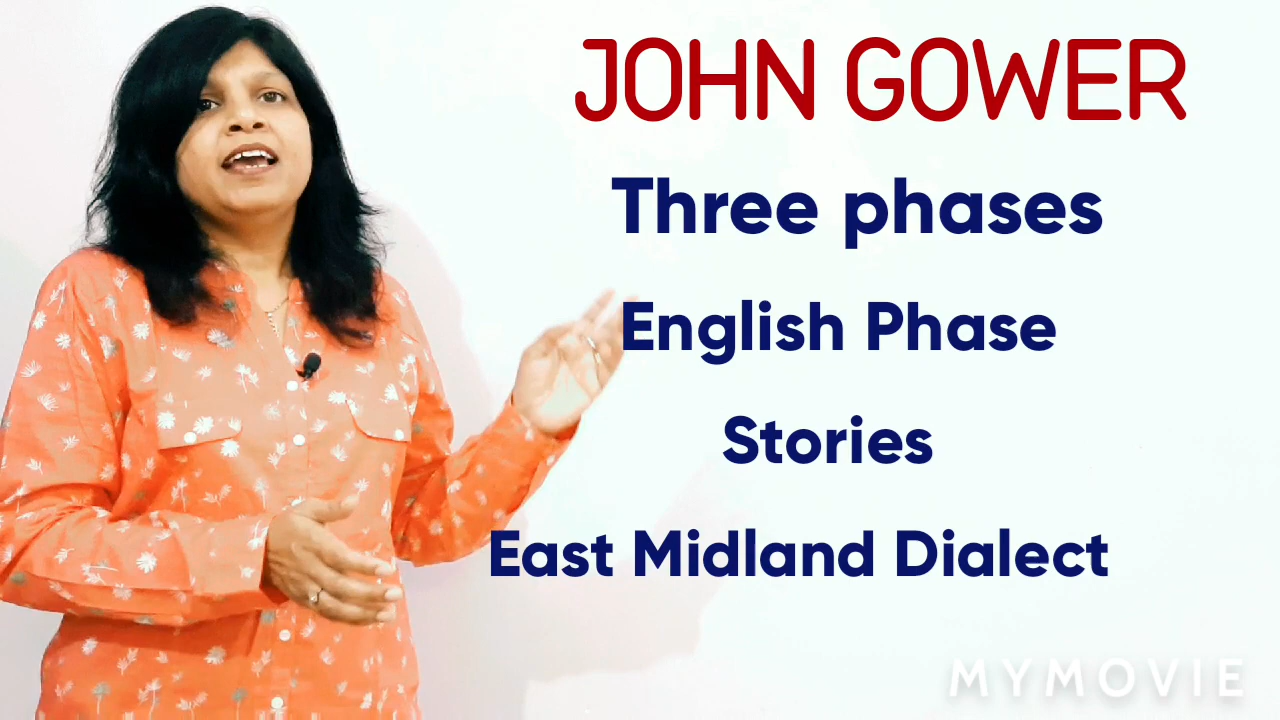 JOHN GOWER
Three phases
English Phase
Stories
East Midland Dialect
MYMOVIE